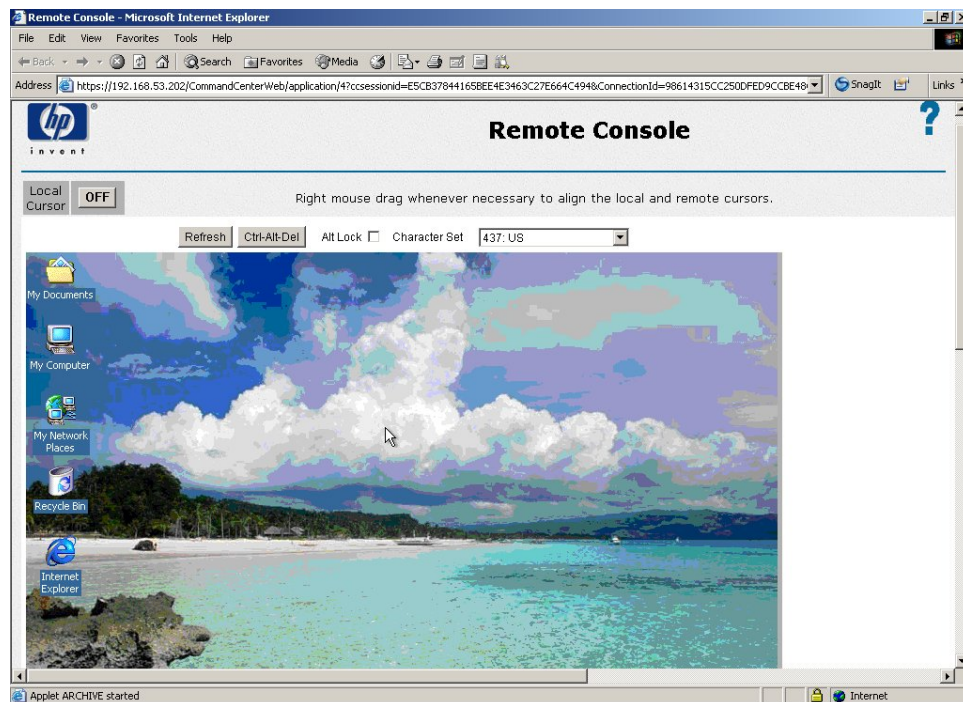 Remote Console - Microsoft Internet Explorer
File Edit View Favorites Tools Help
Back Search Favorites Media
Address https://192.168.53.202/CommandCenterWeb/application/4?ccsessionid=E5CB37844165BEE4E3463C27E664C494&ConnectionId=98614315CC250DFED9CCBE48 SnagIt Links
hp
®
invent
Remote Console
?
Local
Cursor
OFF
Right mouse drag whenever necessary to align the local and remote cursors.
Refresh Ctrl-Alt-Del Alt Lock Character Set 437: US
My Documents
My Computer
My Network
Places
Recycle Bin
Internet
Explorer
Applet ARCHIVE started
Internet